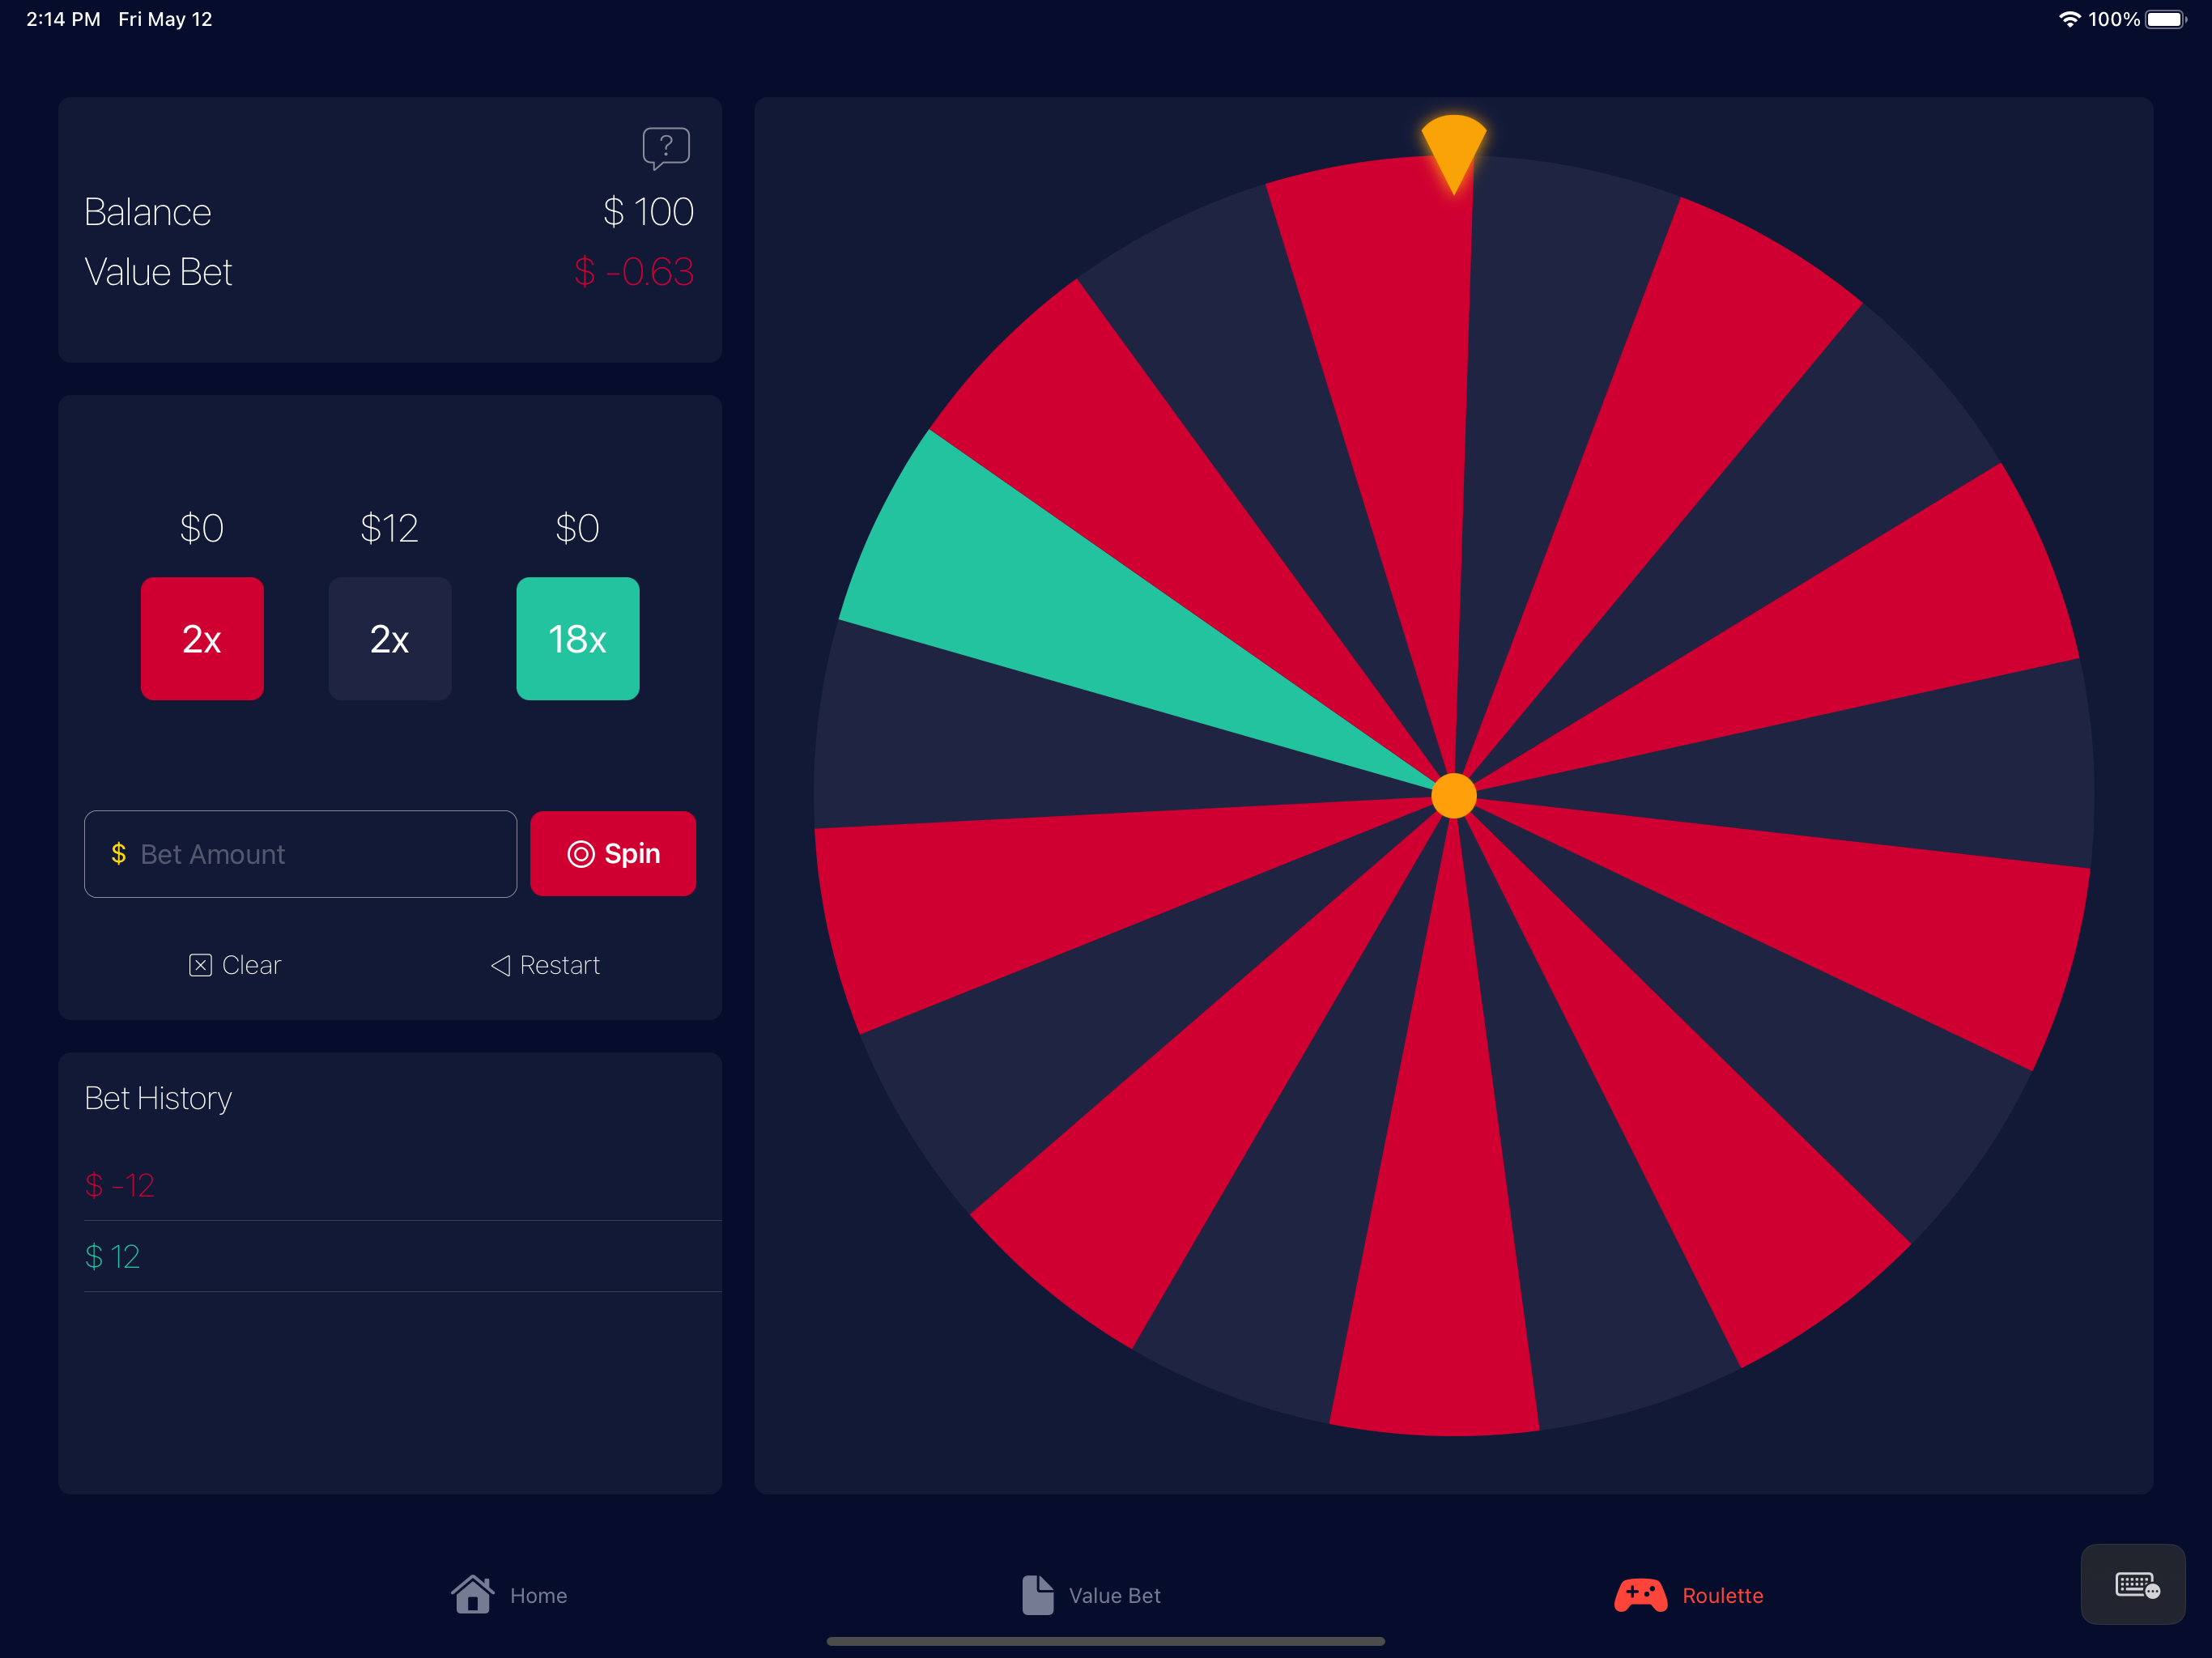 2:14 PM Fri May 12
100%
?
Balance $ 100
Value Bet $ -0.63
$0 $12 $0
2x 2x 18x
$ Bet Amount
Spin
Clear Restart
Bet History
$ -12
$ 12
Home Value Bet Roulette